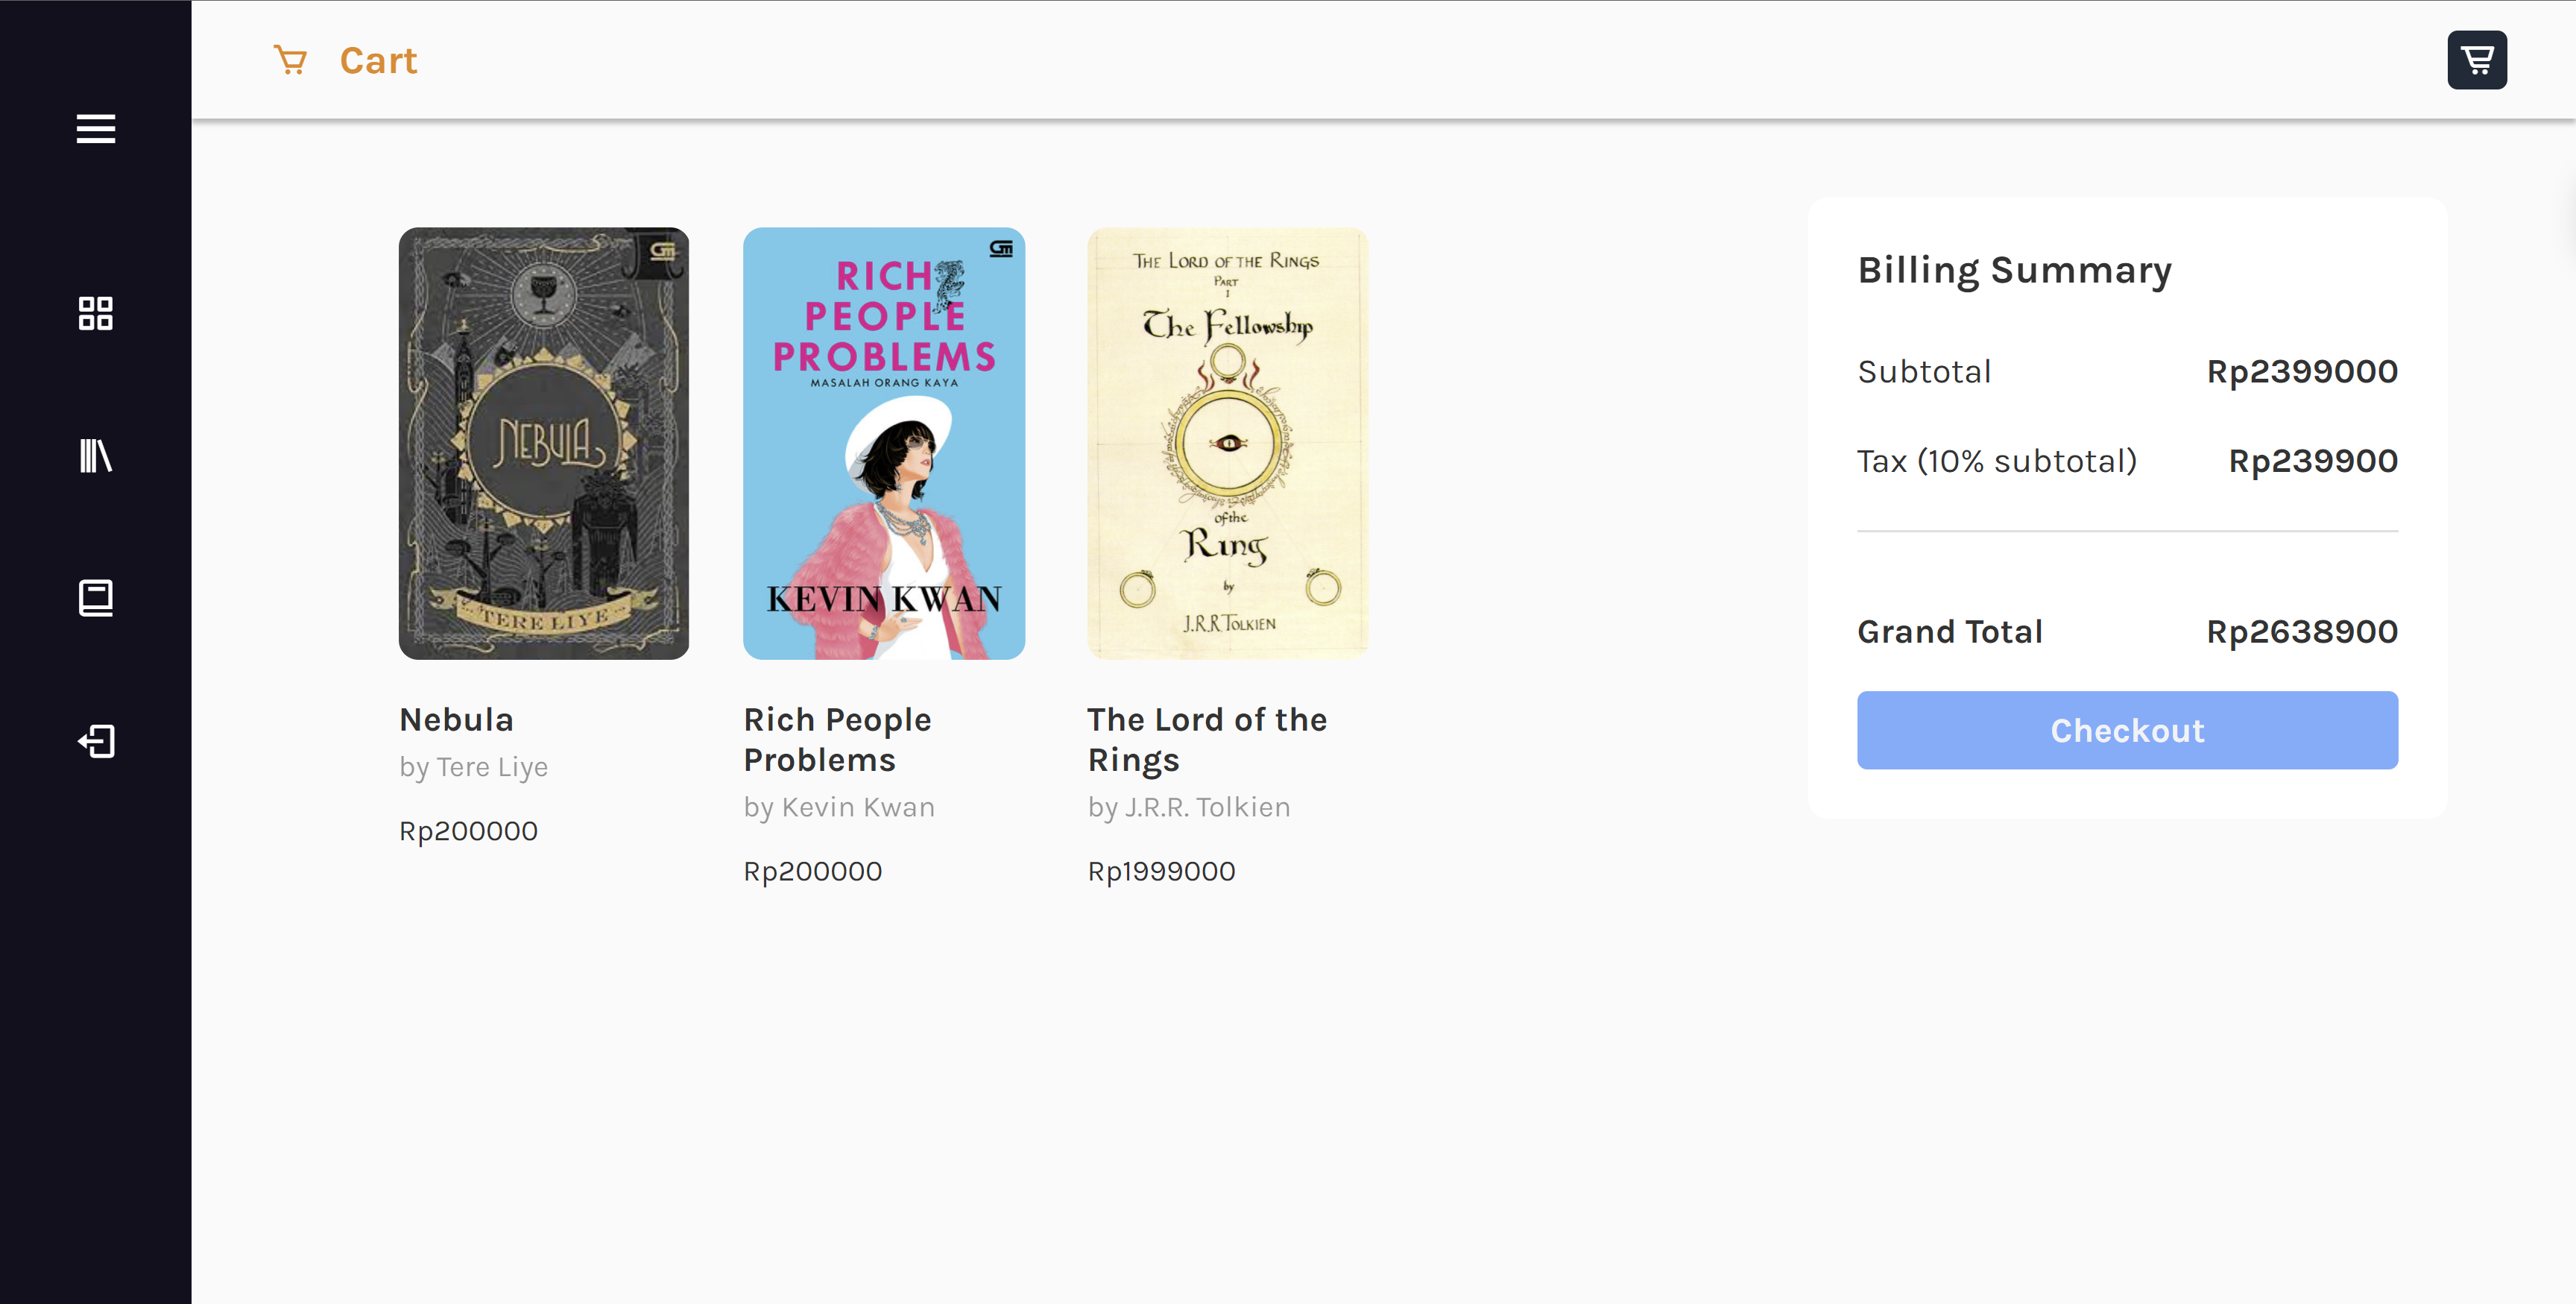 Cart
GM
NEBULA
TERE LIYE
GM
RICH
PEOPLE
PROBLEMS
MASALAH ORANG KAYA
KEVIN KWAN
THE LORD OF THE RINGS
PART
I
The Fellowship
of the
Ring
by
J.R.R.TOLKIEN
Nebula
by Tere Liye
Rp200000
Rich People
Problems
by Kevin Kwan
Rp200000
The Lord of the
Rings
by J.R.R. Tolkien
Rp1999000
Billing Summary
Subtotal Rp2399000
Tax (10% subtotal) Rp239900
Grand Total Rp2638900
Checkout